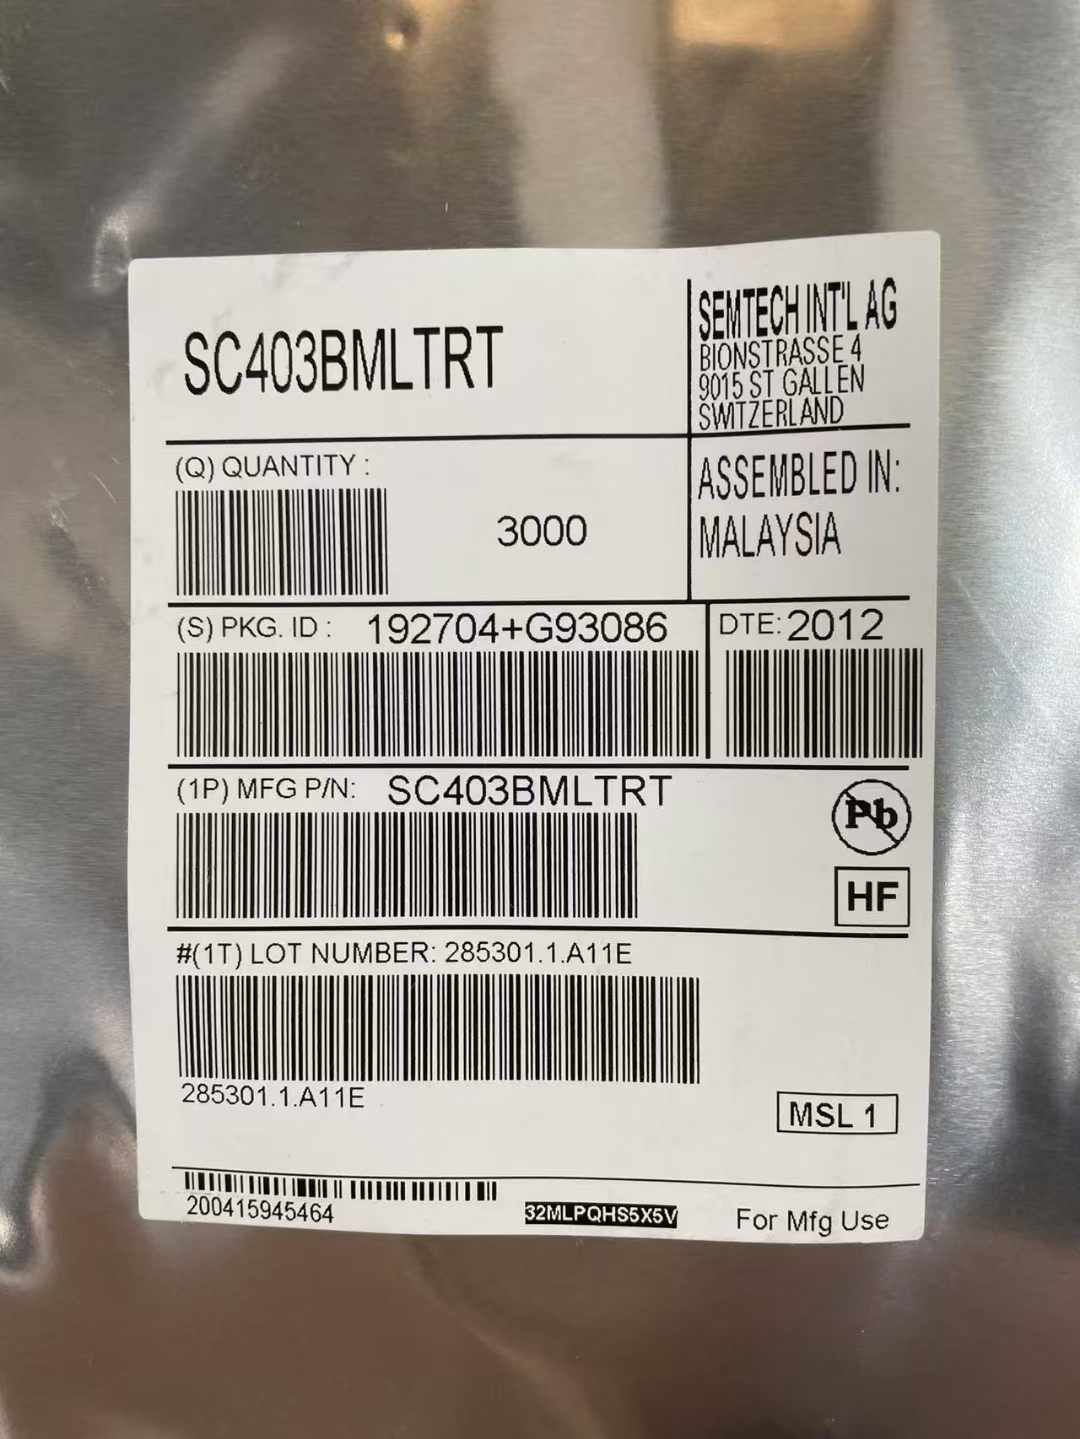 SC403BMLTRT
SEMTECH INT'L AG
BIONSTRASSE 4
9015 ST GALLEN
SWITZERLAND
(Q) QUANTITY :
3000
ASSEMBLED IN:
MALAYSIA
(S) PKG. ID : 192704+G93086
DTE: 2012
(1P) MFG P/N: SC403BMLTRT
Pb
HF
#(1T) LOT NUMBER: 285301.1.A11E
285301.1.A11E
MSL 1
200415945464
32MLPQHS5X5V
For Mfg Use